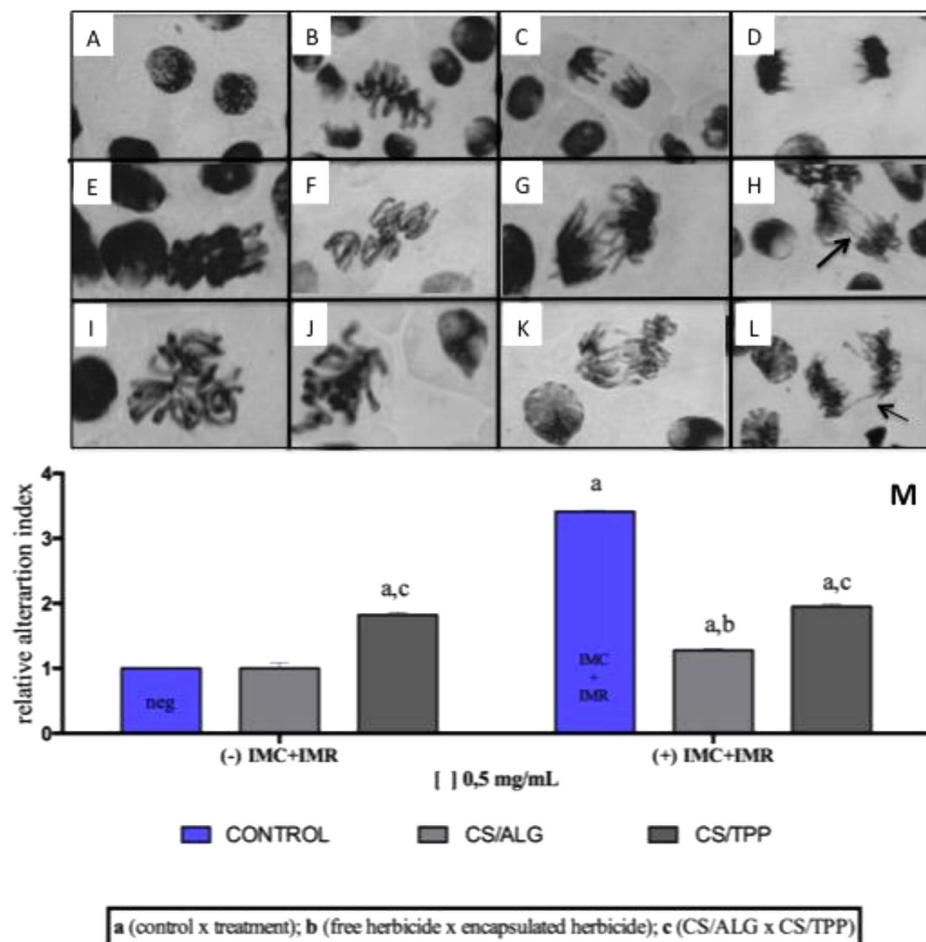 A B C D
E F G H
I J K L
M
relative alterartion index
4
3
2
1
0
neg
a,c
a
IMC
+
IMR
a,b
a,c
(-) IMC+IMR (+) IMC+IMR
[ ] 0,5 mg/mL
CONTROL CS/ALG CS/TPP
a (control x treatment); b (free herbicide x encapsulated herbicide); c (CS/ALG x CS/TPP)